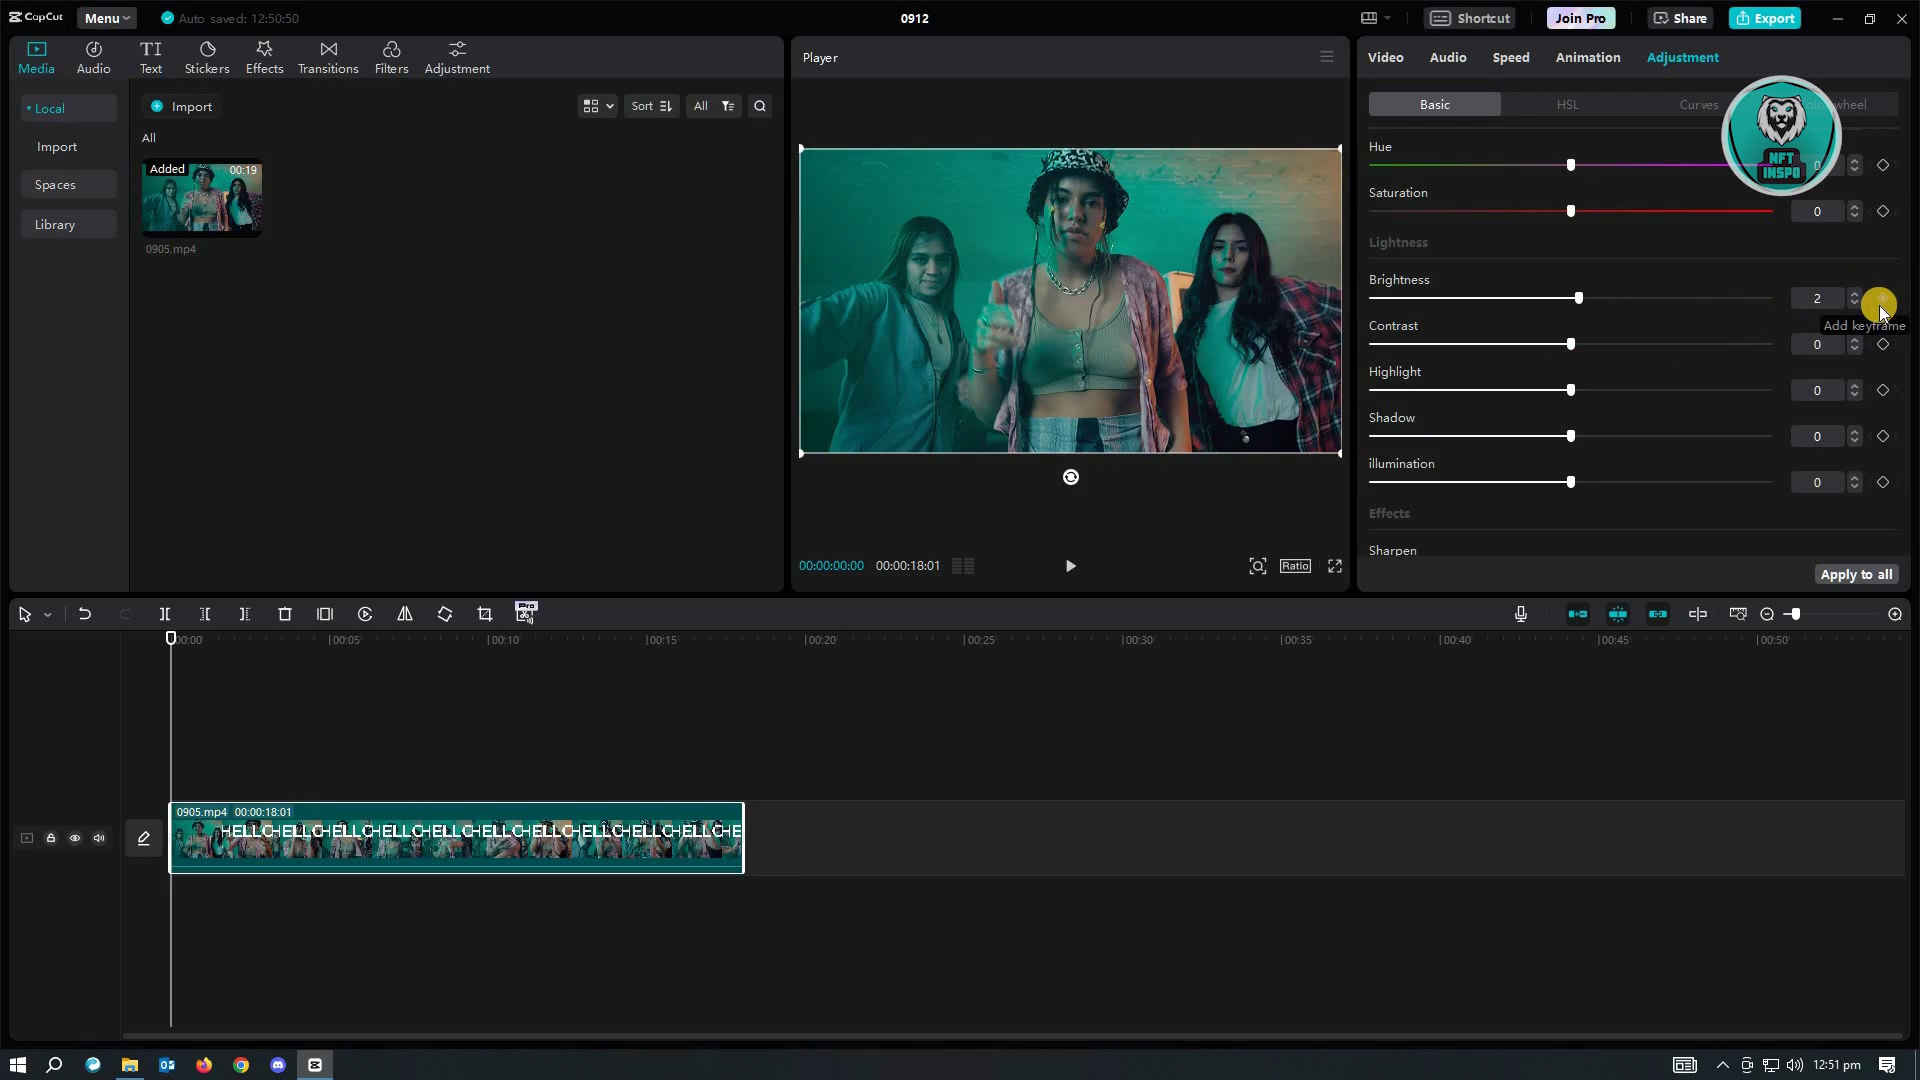 CapCut
Menu
Auto saved: 12:50:50
0912
Shortcut
Join Pro
Share
Export
Media
Audio
Text
Stickers
Effects
Transitions
Filters
Adjustment
Local
Import
Spaces
Library
Import
Sort
All
All
Added
00:19
0905.mp4
Player
00:00:00:00
00:00:18:01
Ratio
Video
Audio
Speed
Animation
Adjustment
Basic
HSL
Curves
wheel
NFT
INSPO
Hue
0
Saturation
0
Lightness
Brightness
2
Add keyframe
Contrast
0
Highlight
0
Shadow
0
illumination
0
Effects
Sharpen
Apply to all
Pro
00:00
00:05
00:10
00:15
00:20
00:25
00:30
00:35
00:40
00:45
00:50
0905.mp4 00:00:18:01
HELLCHELLCHELLCHELLCHELLCHELLCHELLCHELLCHELLCHE
12:51 pm